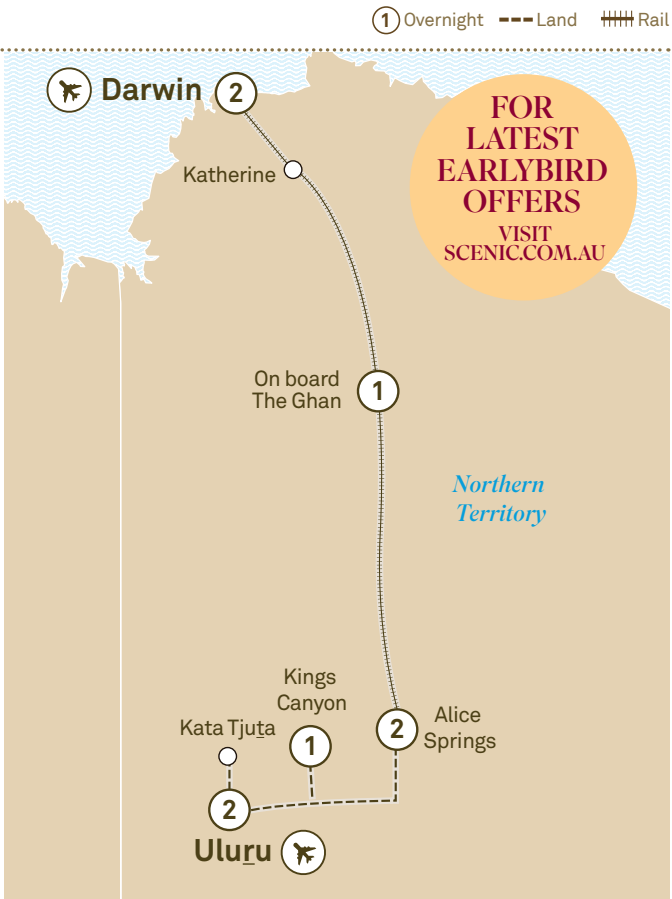 1 Overnight Land Rail
Darwin 2
FOR
LATEST
EARLYBIRD
OFFERS
VISIT
SCENIC.COM.AU
Katherine
On board
The Ghan
1
Northern
Territory
Kings
Canyon
1
Alice
Springs
2
Kata Tjuṯa
2
Uluṟu